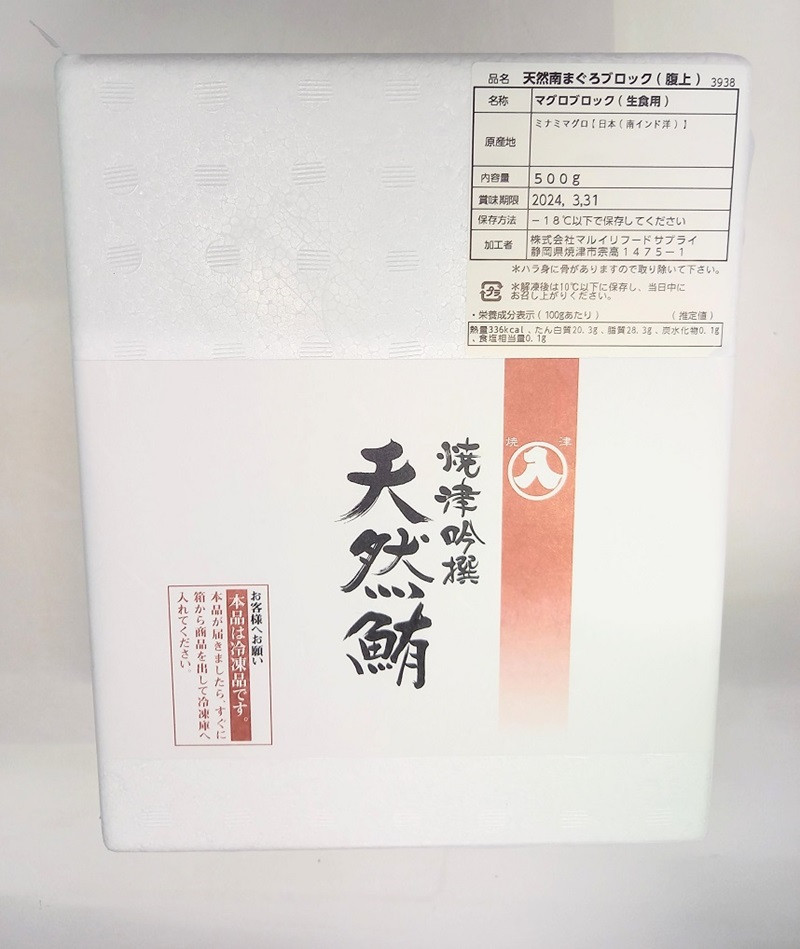 品名 天然南まぐろブロック(腹上) 3938
名称 マグロブロック(生食用)
原産地 ミナミマグロ【日本(南インド洋)】
内容量 500g
賞味期限 2024, 3,31
保存方法 −18℃以下で保存してください
加工者 株式会社マルイリフードサプライ
静岡県焼津市宗高1475−1
*ハラ身に骨がありますので取り除いて下さい。
プラ
*解凍後は10℃以下に保存し、当日中に
お召し上がりください。
・栄養成分表示(100gあたり) (推定値)
熱量336kcal、たん白質20.3g、脂質28.3g、炭水化物0.1g
、食塩相当量0.1g
焼 津
入
焼津吟撰
天然鮪
お客様へお願い
本品は冷凍品です。
本品が届きましたら、すぐに
箱から商品を出して冷凍庫へ
入れてください。